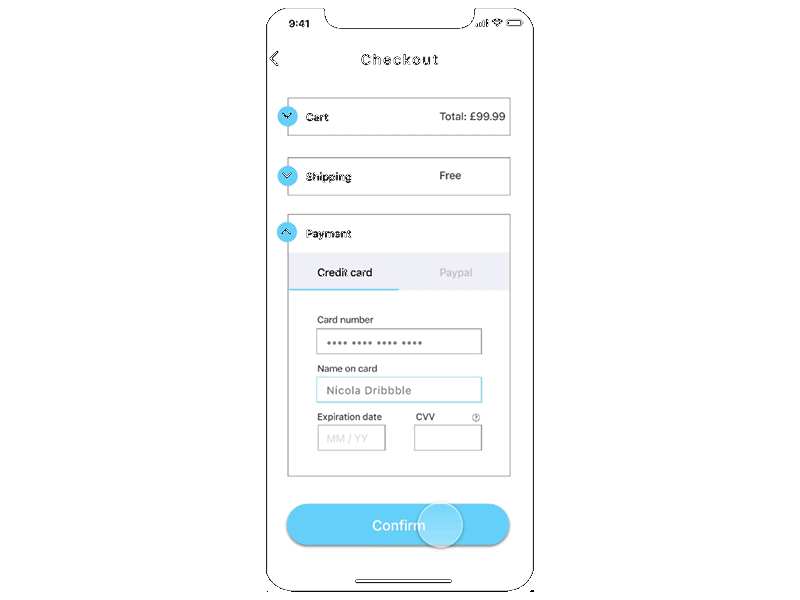 9:41
Checkout
Cart Total: £99.99
Shipping Free
Payment
Credit card Paypal
Card number
•••• •••• •••• ••••
Name on card
Nicola Dribbble
Expiration date CVV ?
MM / YY
Confirm